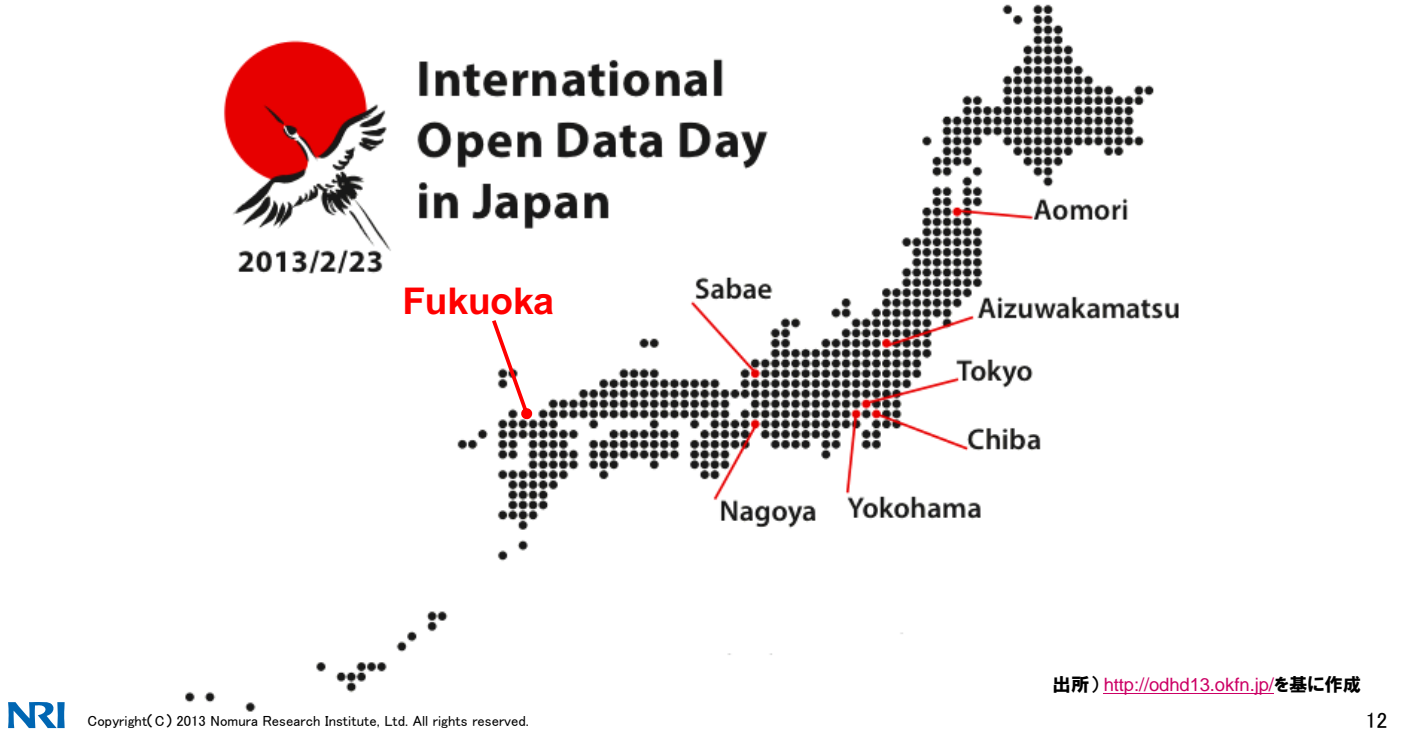 International
Open Data Day
in Japan
2013/2/23
Aomori
Sabae
Fukuoka
Aizuwakamatsu
Tokyo
Chiba
Nagoya
Yokohama
出所）http://odhd13.okfn.jp/を基に作成
NRI
Copyright(C) 2013 Nomura Research Institute, Ltd. All rights reserved.
12